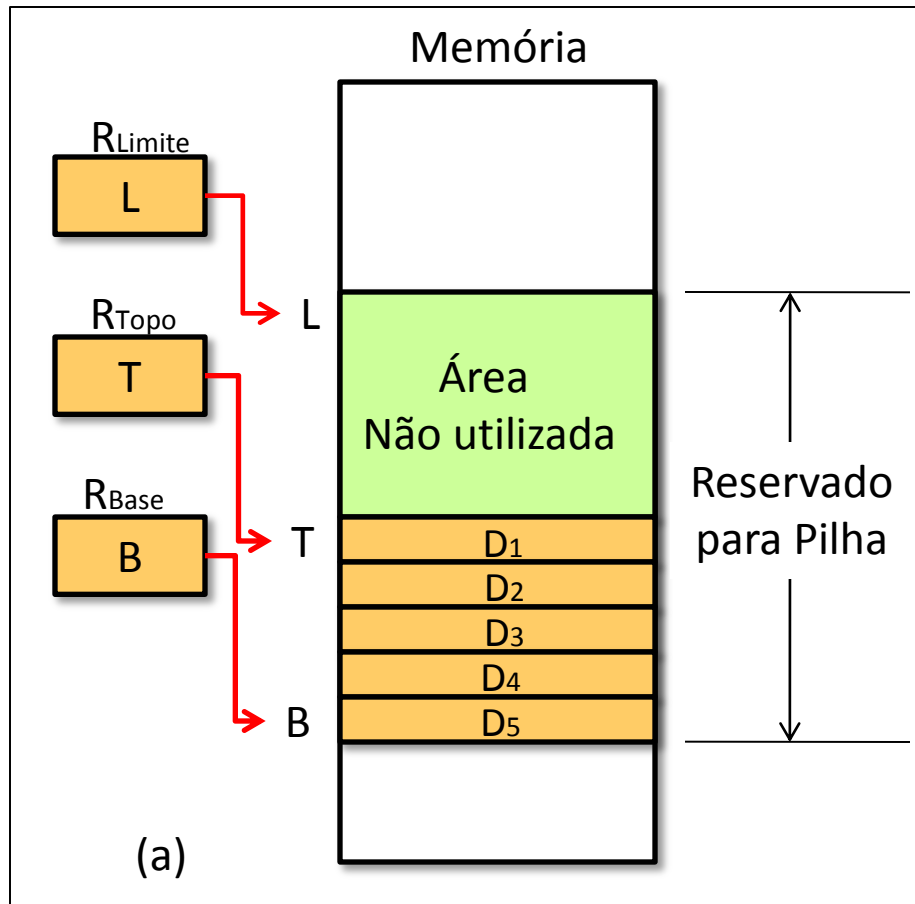 Memória
RLimite
L
L
RTopo
T
Área
Não utilizada
Reservado
para Pilha
RBase
B
T
D1
D2
D3
D4
B
D5
(a)